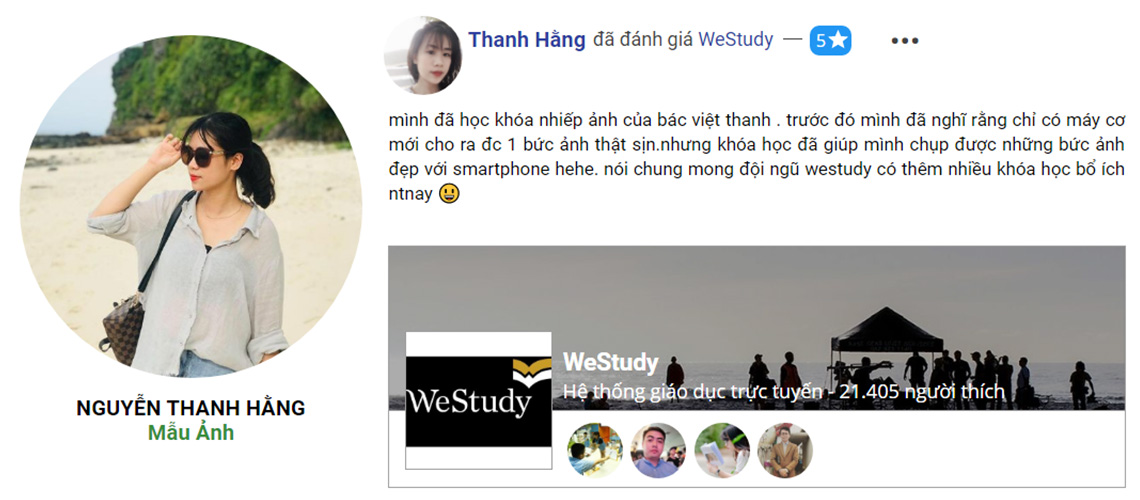 Thanh Hằng đã đánh giá WeStudy — 5★ •••
mình đã học khóa nhiếp ảnh của bác việt thanh . trước đó mình đã nghĩ rằng chỉ có máy cơ
mới cho ra đc 1 bức ảnh thật sịn.nhưng khóa học đã giúp mình chụp được những bức ảnh
đẹp với smartphone hehe. nói chung mong đội ngũ westudy có thêm nhiều khóa học bổ ích
ntnay 😃
NGUYỄN THANH HẰNG
Mẫu Ảnh
WeStudy
WeStudy
Hệ thống giáo dục trực tuyến - 21.405 người thích